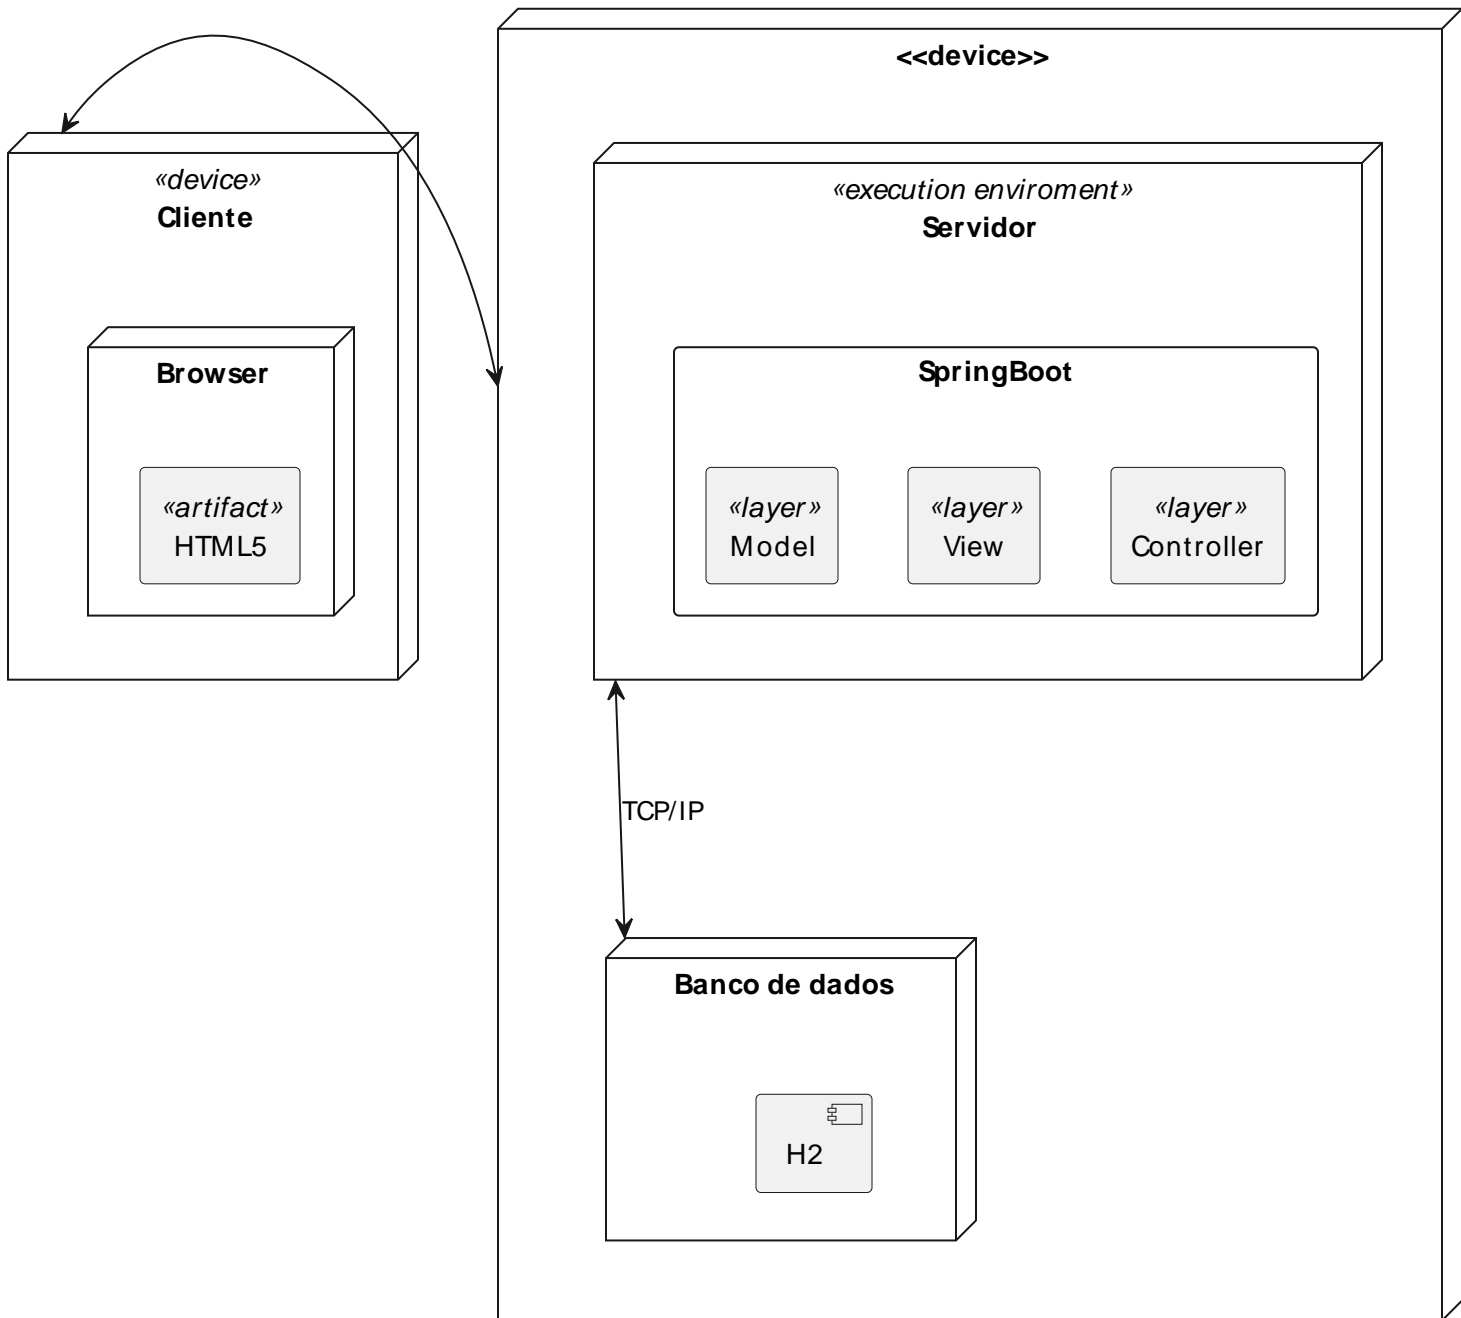 «device»
Cliente
Browser
«artifact»
HTML5
<<device>>
«execution enviroment»
Servidor
SpringBoot
«layer»
Model
«layer»
View
«layer»
Controller
TCP/IP
Banco de dados
H2